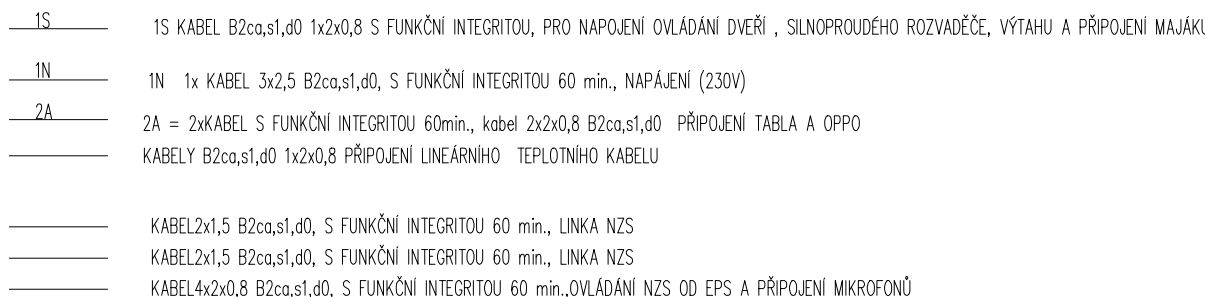 1S 1S KABEL B2ca,s1,d0 1x2x0,8 S FUNKČNÍ INTEGRITOU, PRO NAPOJENÍ OVLÁDÁNÍ DVEŘÍ , SILNOPROUDÉHO ROZVADĚČE, VÝTAHU A PŘIPOJENÍ MAJÁKU
1N 1N 1x KABEL 3x2,5 B2ca,s1,d0, S FUNKČNÍ INTEGRITOU 60 min., NAPÁJENÍ (230V)
2A 2A = 2xKABEL S FUNKČNÍ INTEGRITOU 60min., kabel 2x2x0,8 B2ca,s1,d0 PŘIPOJENÍ TABLA A OPPO
KABELY B2ca,s1,d0 1x2x0,8 PŘIPOJENÍ LINEÁRNÍHO TEPLOTNÍHO KABELU
KABEL2x1,5 B2ca,s1,d0, S FUNKČNÍ INTEGRITOU 60 min., LINKA NZS
KABEL2x1,5 B2ca,s1,d0, S FUNKČNÍ INTEGRITOU 60 min., LINKA NZS
KABEL4x2x0,8 B2ca,s1,d0, S FUNKČNÍ INTEGRITOU 60 min.,OVLÁDÁNÍ NZS OD EPS A PŘIPOJENÍ MIKROFONŮ